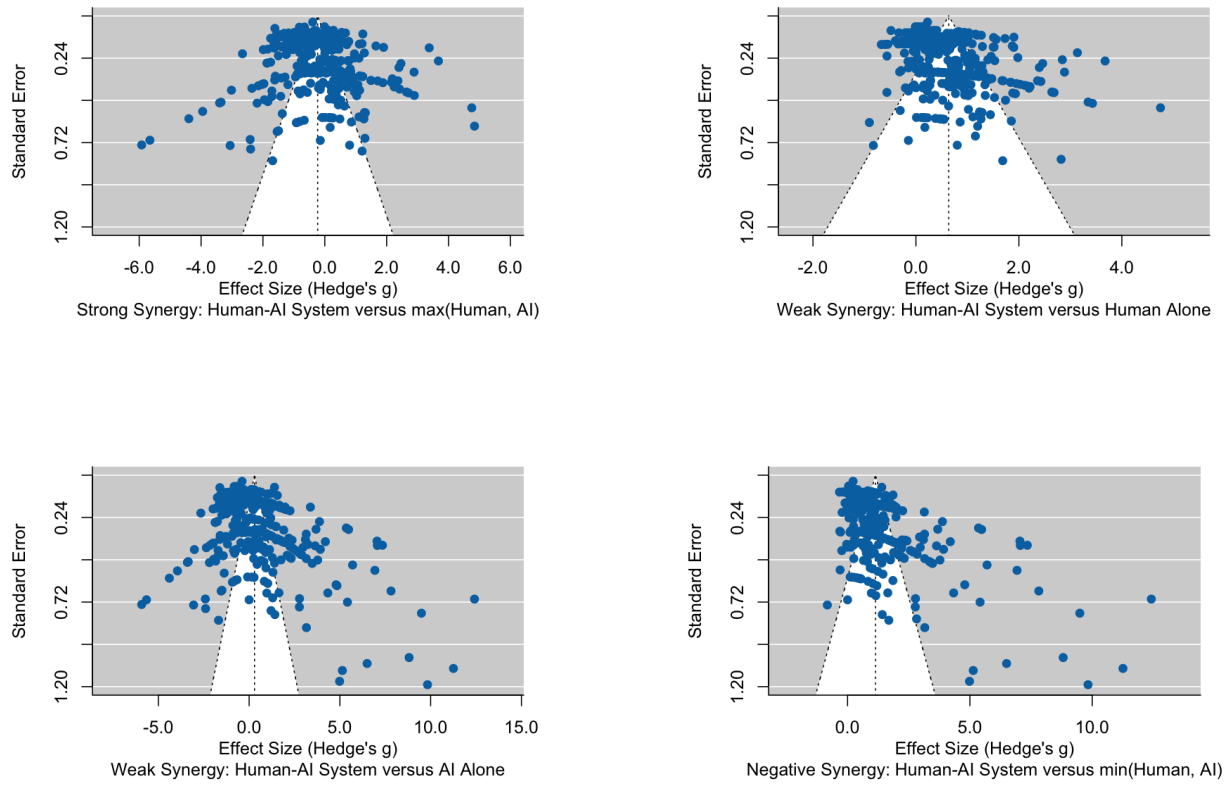 Standard Error
0.24
0.72
1.20
-6.0 -4.0 -2.0 0.0 2.0 4.0 6.0
Effect Size (Hedge's g)
Strong Synergy: Human-AI System versus max(Human, AI)
Standard Error
0.24
0.72
1.20
-2.0 0.0 2.0 4.0
Effect Size (Hedge's g)
Weak Synergy: Human-AI System versus Human Alone
Standard Error
0.24
0.72
1.20
-5.0 0.0 5.0 10.0 15.0
Effect Size (Hedge's g)
Weak Synergy: Human-AI System versus AI Alone
Standard Error
0.24
0.72
1.20
0.0 5.0 10.0
Effect Size (Hedge's g)
Negative Synergy: Human-AI System versus min(Human, AI)